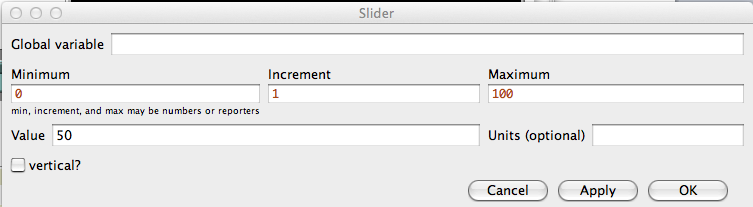 Slider
Global variable
Minimum Increment Maximum
0 1 100
min, increment, and max may be numbers or reporters
Value 50 Units (optional)
vertical?
Cancel Apply OK